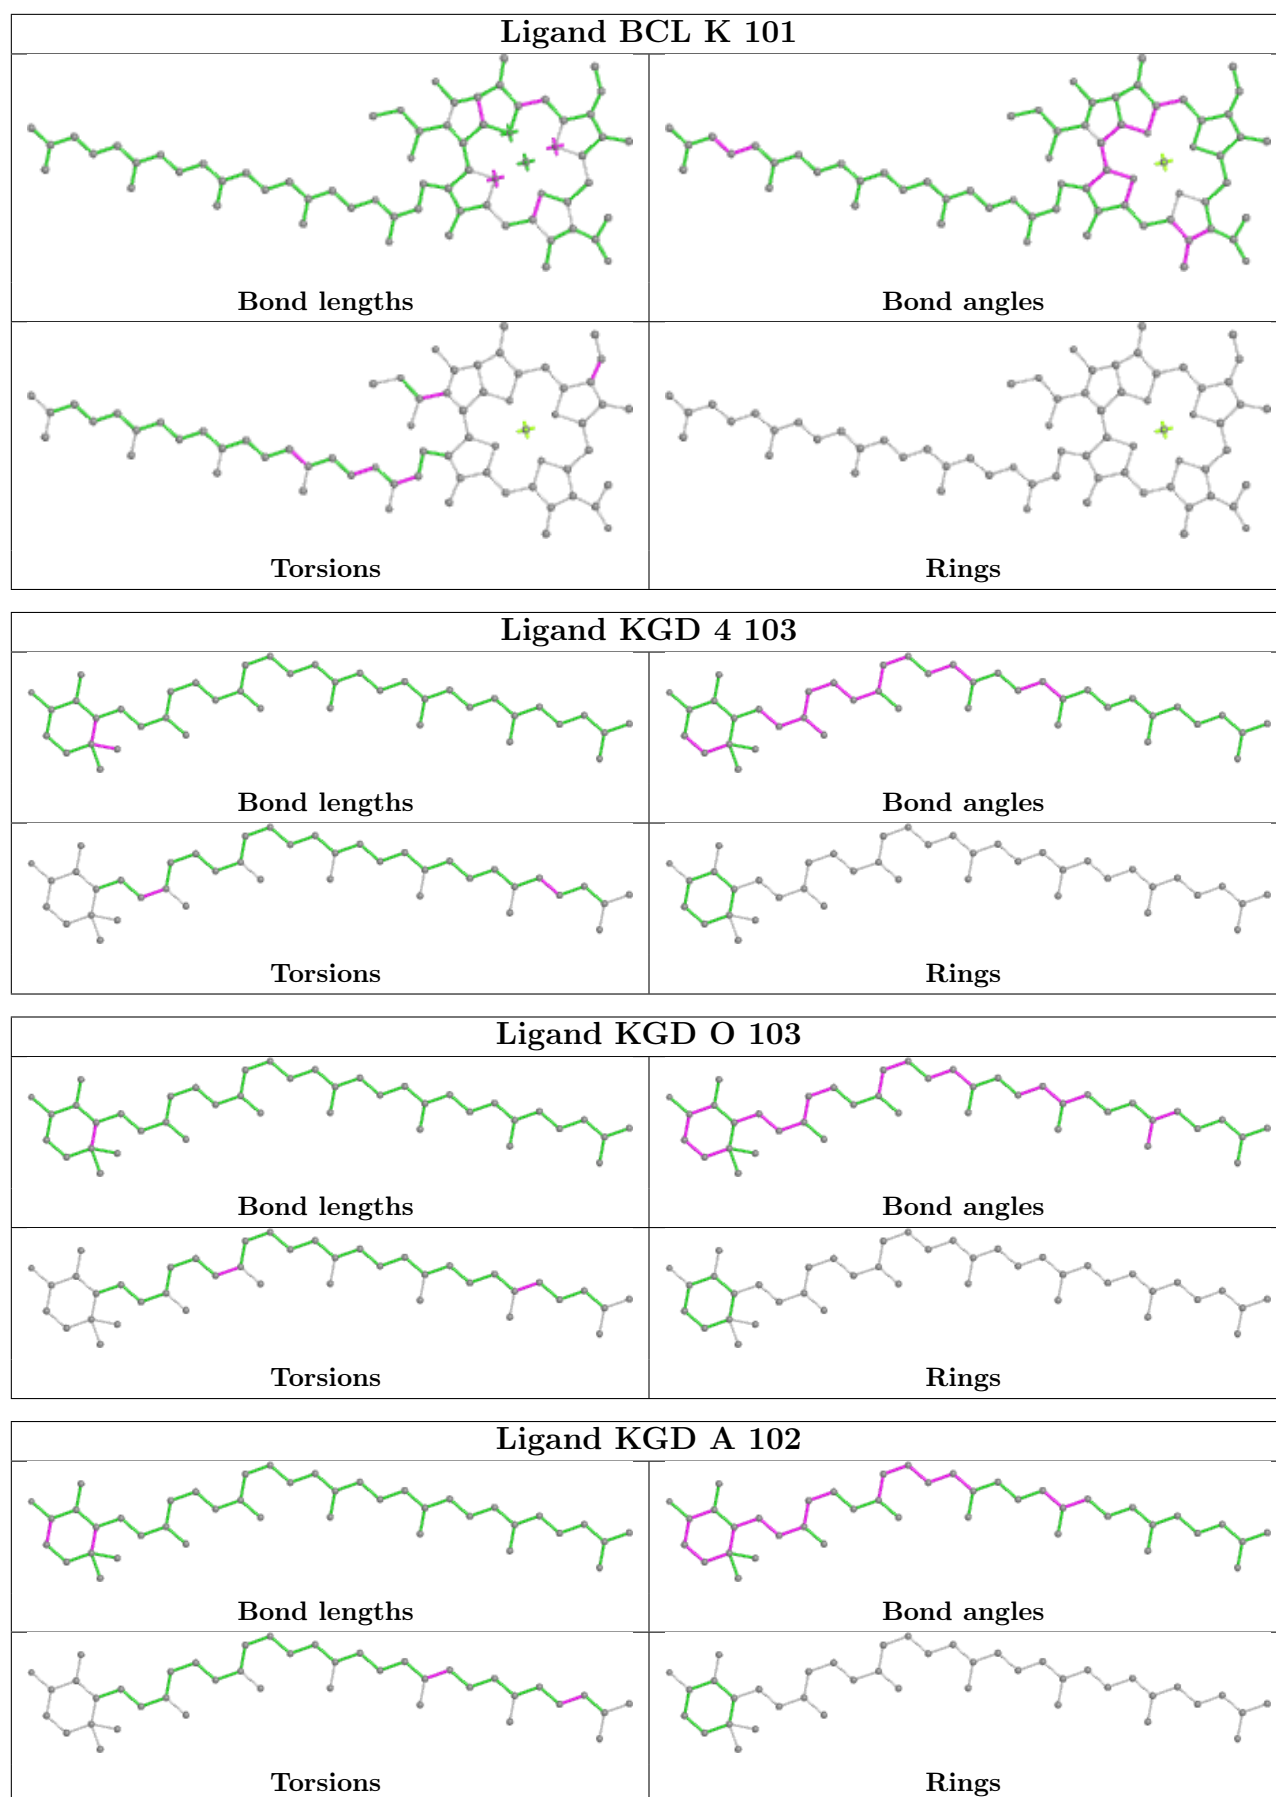 Ligand BCL K 101
Bond lengths
Bond angles
Torsions
Rings
Ligand KGD 4 103
Bond lengths
Bond angles
Torsions
Rings
Ligand KGD O 103
Bond lengths
Bond angles
Torsions
Rings
Ligand KGD A 102
Bond lengths
Bond angles
Torsions
Rings